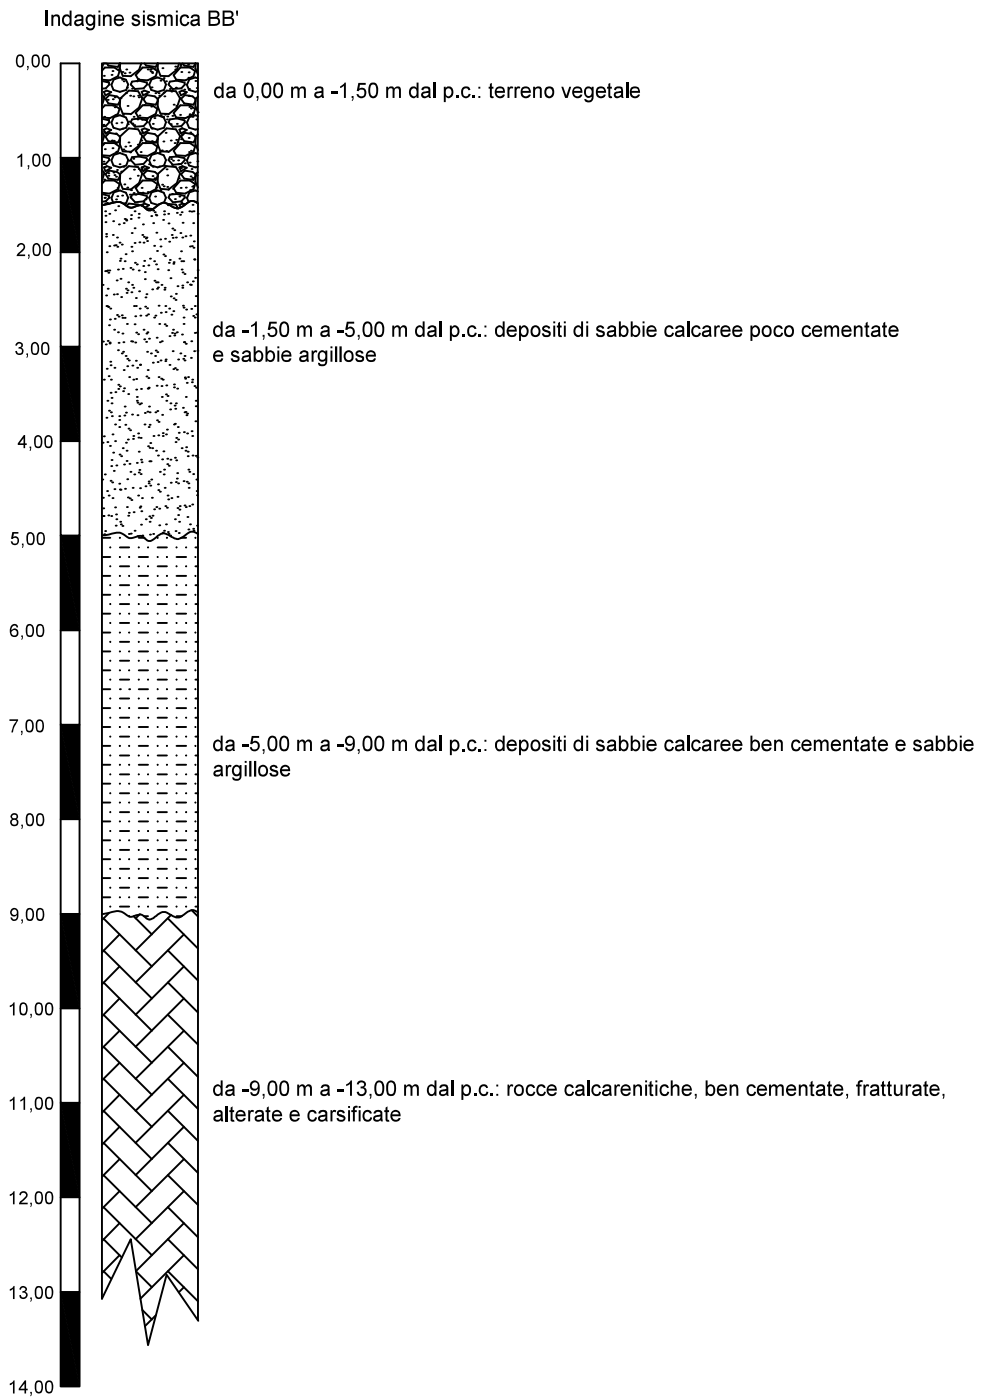 Indagine sismica BB'
0,00
da 0,00 m a -1,50 m dal p.c.: terreno vegetale
1,00
2,00
da -1,50 m a -5,00 m dal p.c.: depositi di sabbie calcaree poco cementate
3,00
e sabbie argillose
4,00
5,00
6,00
7,00
da -5,00 m a -9,00 m dal p.c.: depositi di sabbie calcaree ben cementate e sabbie
argillose
8,00
9,00
10,00
da -9,00 m a -13,00 m dal p.c.: rocce calcarenitiche, ben cementate, fratturate,
11,00
alterate e carsificate
12,00
13,00
14,00